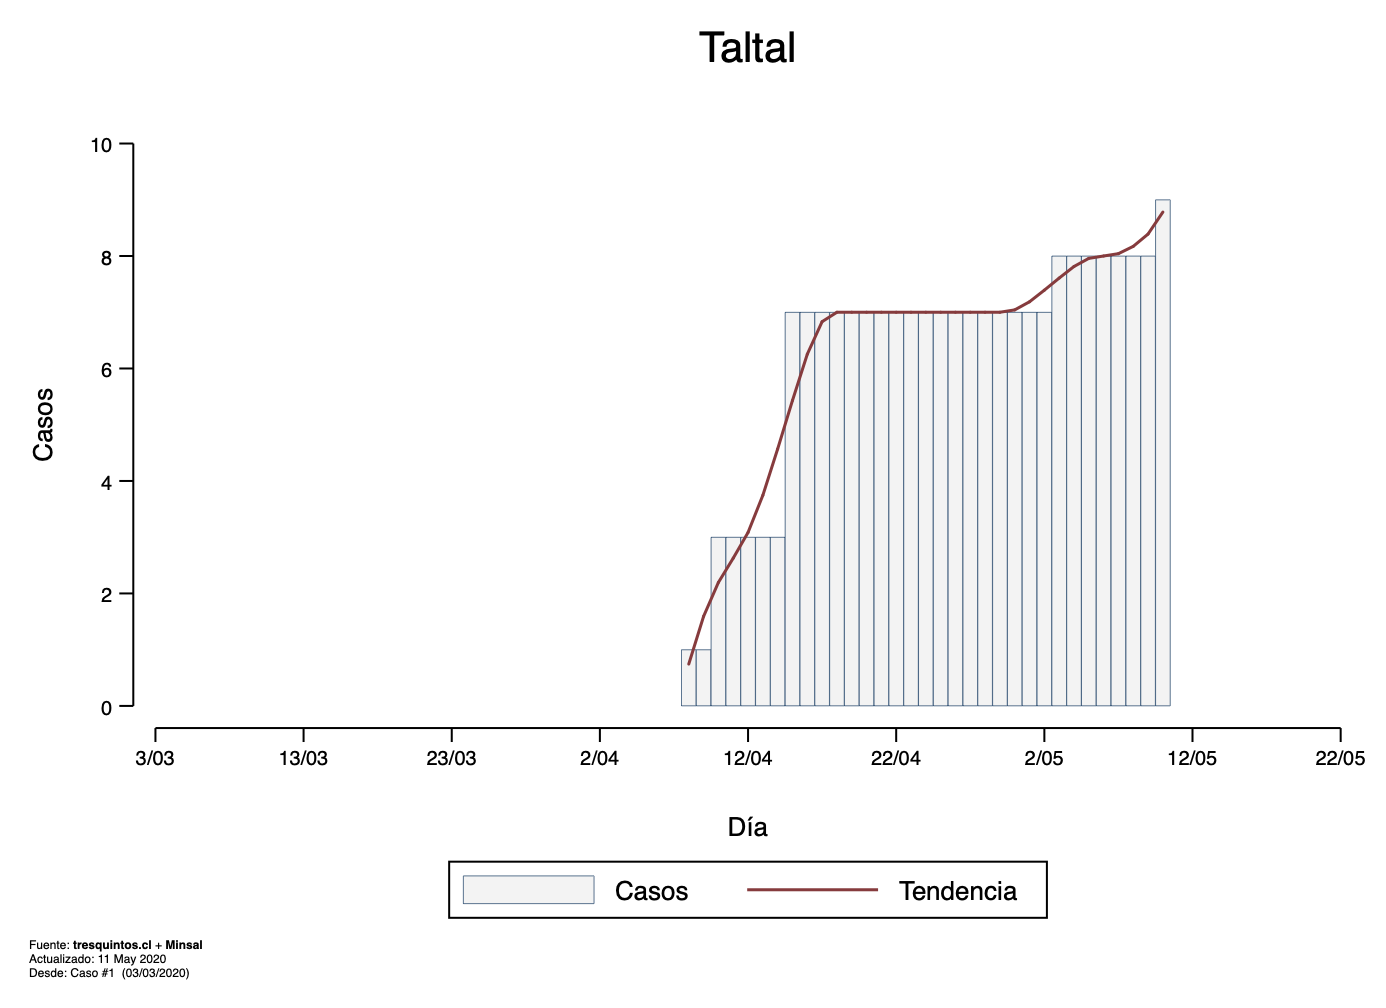 Taltal
10
8
6
4
2
0
Casos
3/03 13/03 23/03 2/04 12/04 22/04 2/05 12/05 22/05
Día
Casos Tendencia
Fuente: tresquintos.cl + Minsal
Actualizado: 11 May 2020
Desde: Caso #1 (03/03/2020)